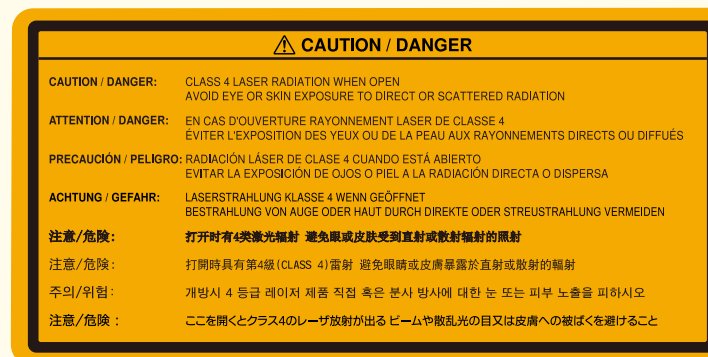 ⚠ CAUTION / DANGER
CAUTION / DANGER: CLASS 4 LASER RADIATION WHEN OPEN
AVOID EYE OR SKIN EXPOSURE TO DIRECT OR SCATTERED RADIATION
ATTENTION / DANGER: EN CAS D'OUVERTURE RAYONNEMENT LASER DE CLASSE 4
ÉVITER L'EXPOSITION DES YEUX OU DE LA PEAU AUX RAYONNEMENTS DIRECTS OU DIFFUÉS
PRECAUCIÓN / PELIGRO: RADIACIÓN LÁSER DE CLASE 4 CUANDO ESTÁ ABIERTO
EVITAR LA EXPOSICIÓN DE OJOS O PIEL A LA RADIACIÓN DIRECTA O DISPERSA
ACHTUNG / GEFAHR: LASERSTRAHLUNG KLASSE 4 WENN GEÖFFNET
BESTRAHLUNG VON AUGE ODER HAUT DURCH DIREKTE ODER STREUSTRAHLUNG VERMEIDEN
注意/危险: 打开时有4类激光辐射 避免眼或皮肤受到直射或散射辐射的照射
注意/危險: 打開時具有第4級(CLASS 4)雷射 避免眼睛或皮膚暴露於直射或散射的輻射
주의/위험: 개방시 4 등급 레이저 제품 직접 혹은 분사 방사에 대한 눈 또는 피부 노출을 피하시오
注意/危険: ここを開くとクラス4のレーザ放射が出る ビームや散乱光の目又は皮膚への被ばくを避けること